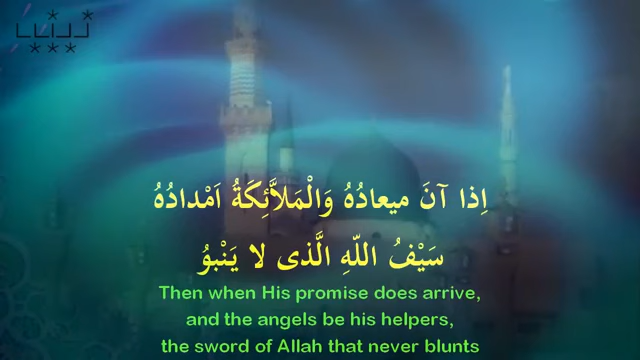 اِذا آنَ ميعادُهُ وَالْمَلاَّئِكَةُ اَمْدادُهُ
سَيْفُ اللّهِ الَّذى لا يَنْبوُ
Then when His promise does arrive,
and the angels be his helpers,
the sword of Allah that never blunts